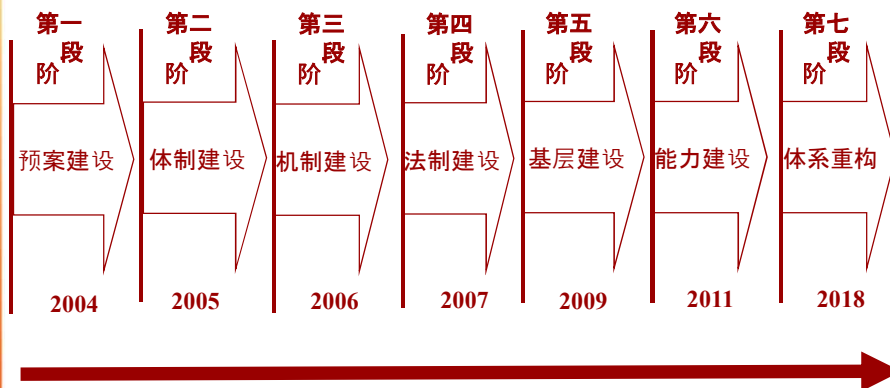 第一阶段
第二阶段
第三阶段
第四阶段
第五阶段
第六阶段
第七阶段
预案建设
体制建设
机制建设
法制建设
基层建设
能力建设
体系重构
2004
2005
2006
2007
2009
2011
2018